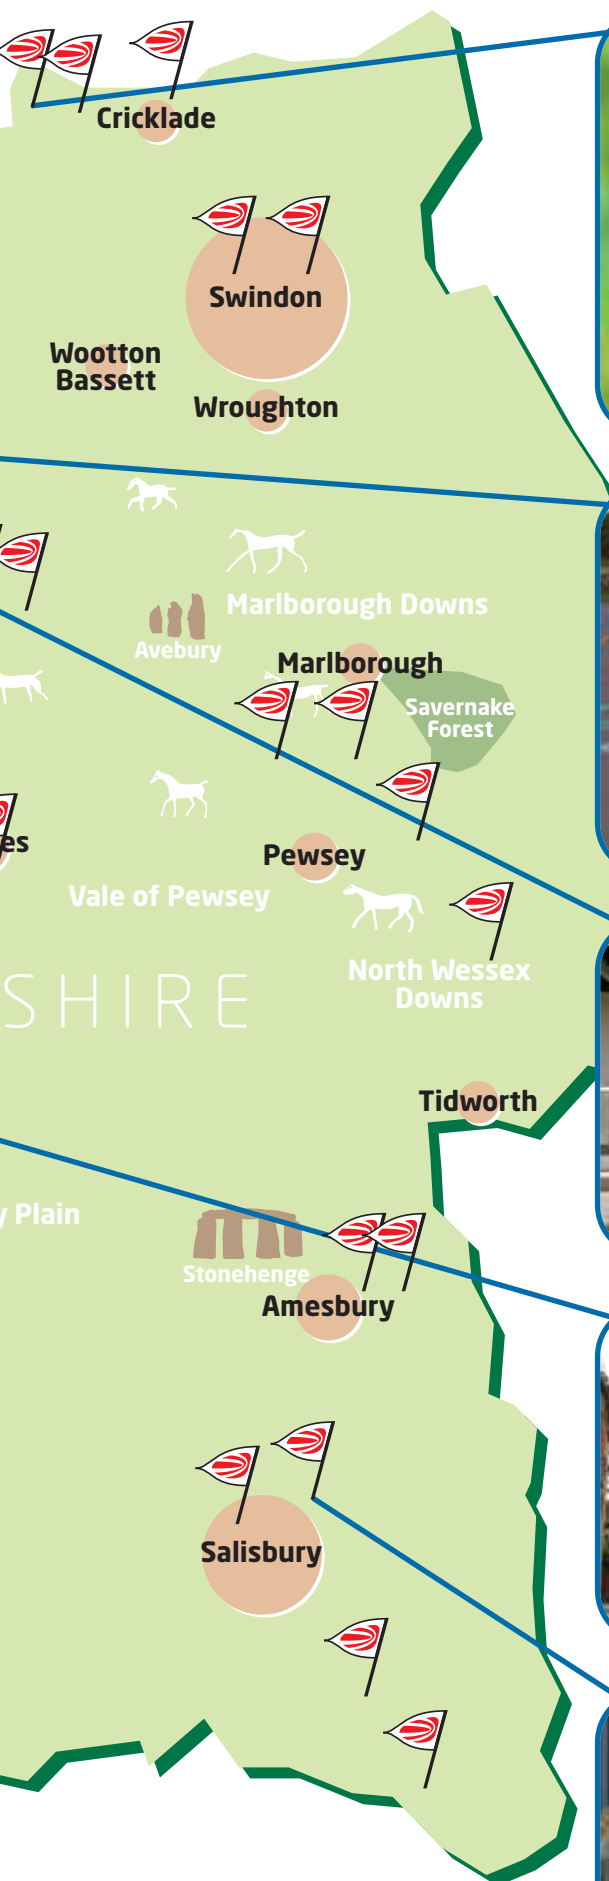 Cricklade
Swindon
Wootton
Bassett
Wroughton
Marlborough Downs
Avebury
Marlborough
Savernake
Forest
es
Pewsey
Vale of Pewsey
North Wessex
Downs
SHIRE
Tidworth
y Plain
Stonehenge
Amesbury
Salisbury